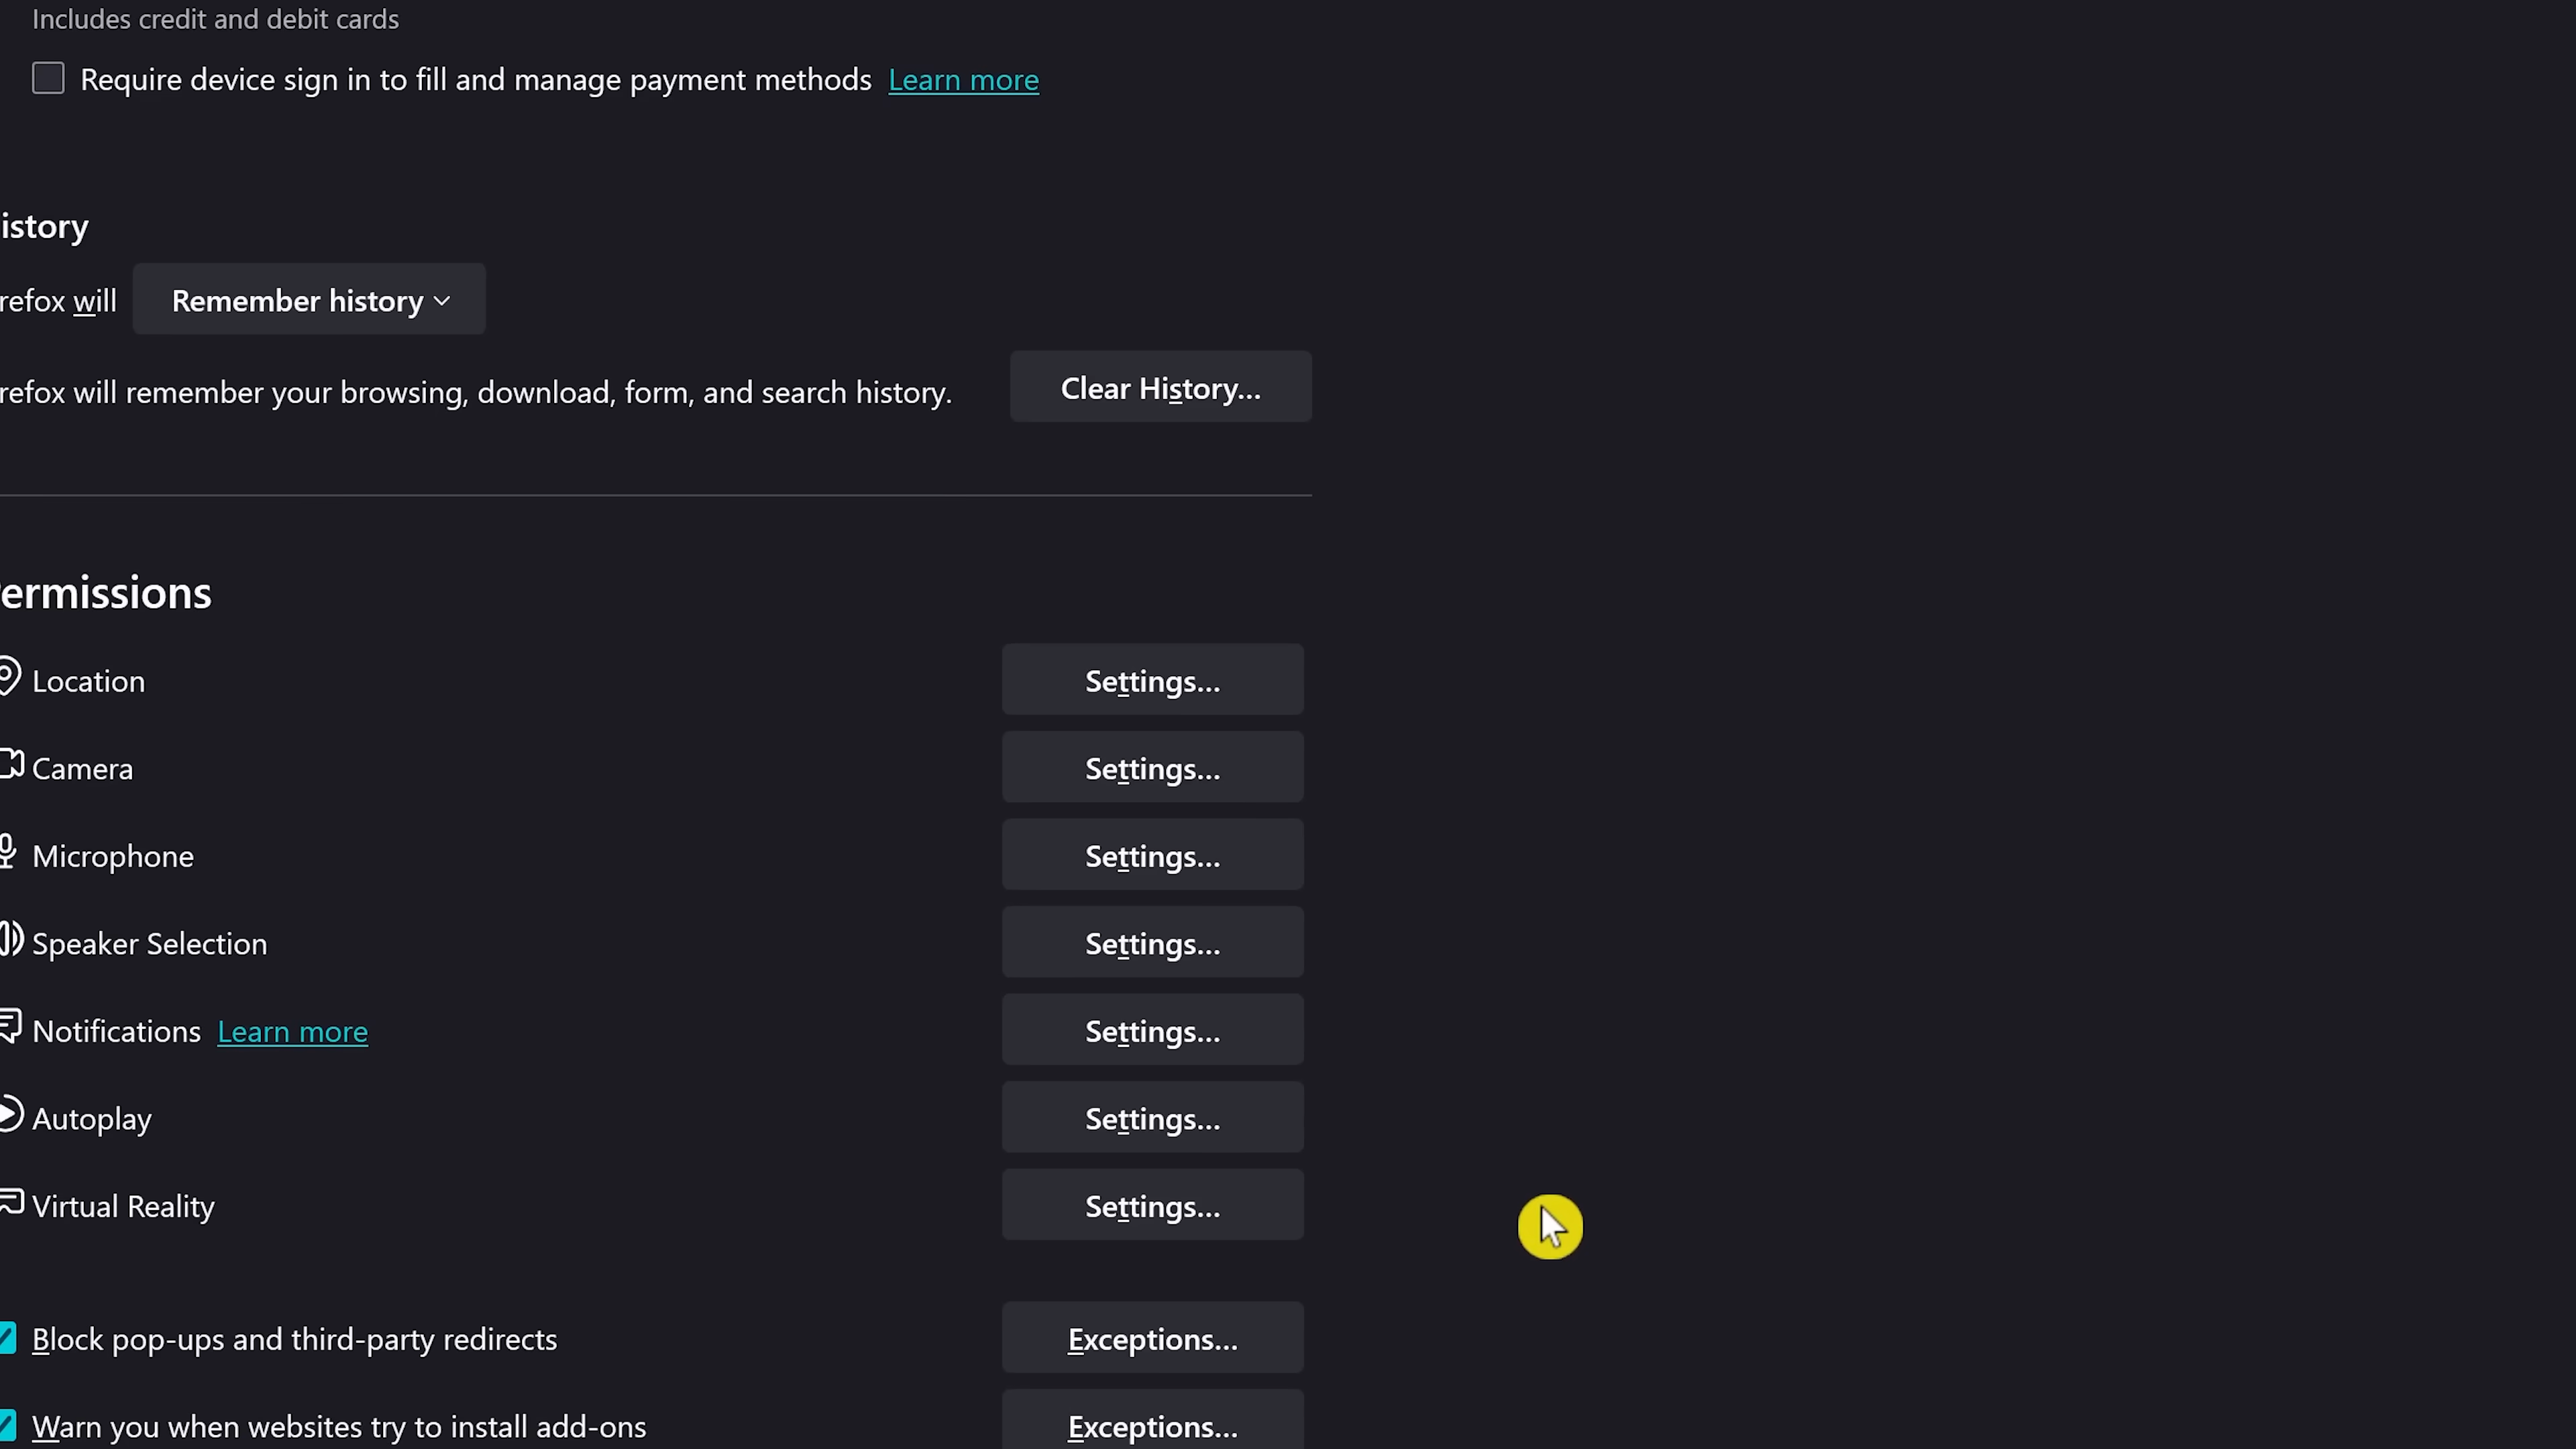 Includes credit and debit cards
Require device sign in to fill and manage payment methods Learn more
istory
refox will Remember history
refox will remember your browsing, download, form, and search history. Clear History...
ermissions
Location Settings...
Camera Settings...
Microphone Settings...
Speaker Selection Settings...
Notifications Learn more Settings...
Autoplay Settings...
Virtual Reality Settings...
Block pop-ups and third-party redirects Exceptions...
Warn you when websites try to install add-ons Exceptions...